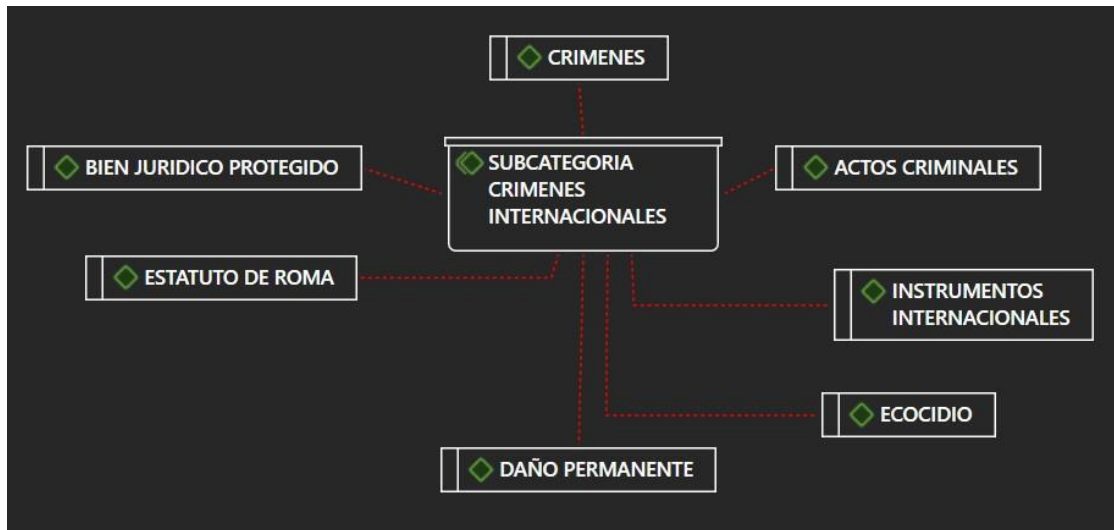 CRIMENES
BIEN JURIDICO PROTEGIDO
SUBCATEGORIA
CRIMENES
INTERNACIONALES
ACTOS CRIMINALES
ESTATUTO DE ROMA
INSTRUMENTOS
INTERNACIONALES
ECOCIDIO
DAÑO PERMANENTE